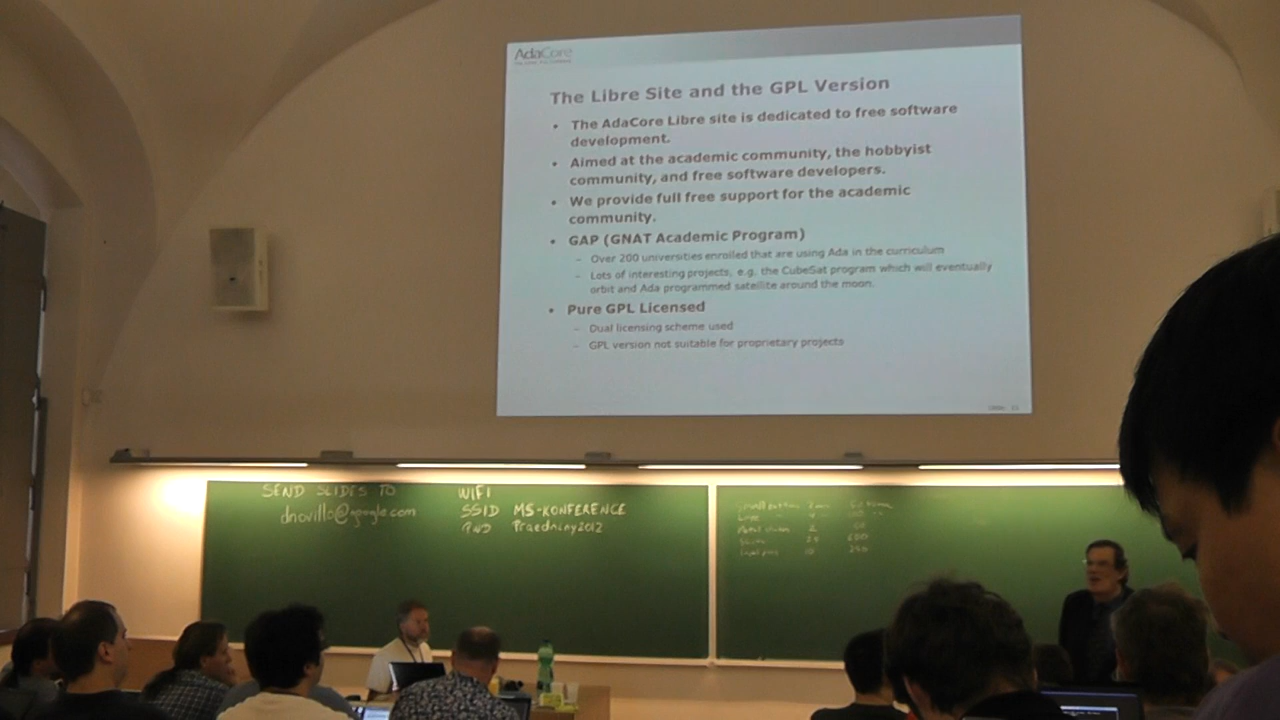 AdaCore
The Libre Site and the GPL Version
• The AdaCore Libre site is dedicated to free software
development.
• Aimed at the academic community, the hobbyist
community, and free software developers.
• We provide full free support for the academic
community.
• GAP (GNAT Academic Program)
– Over 200 universities enrolled that are using Ada in the curriculum
– Lots of interesting projects, e.g. the CubeSat program which will eventually
orbit and Ada programmed satellite around the moon.
• Pure GPL Licensed
– Dual licensing scheme used
– GPL version not suitable for proprietary projects
SEND SLIDES TO
dnovillo@google.com
WIFI
SSID MS-KONFERENCE
PWD Praedniny2012